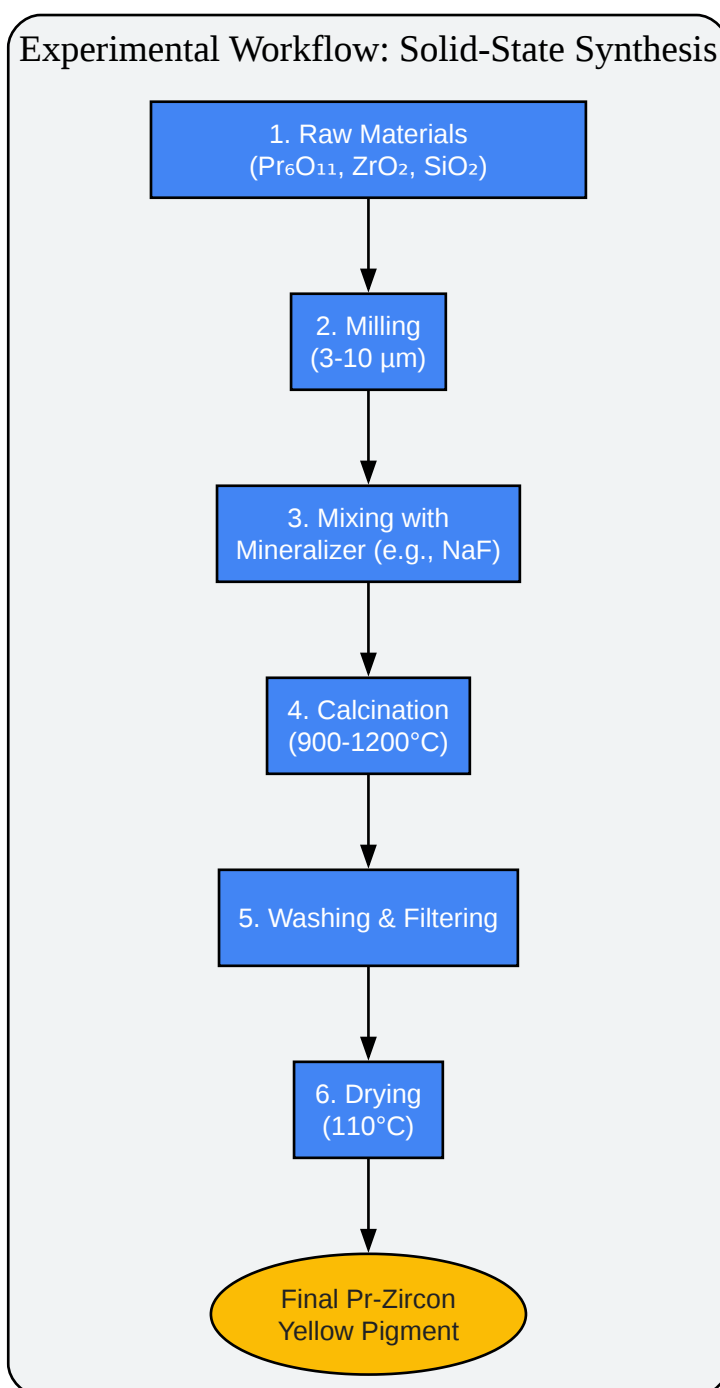 Experimental Workflow: Solid-State Synthesis
1. Raw Materials
(Pr₆O₁₁, ZrO₂, SiO₂)
2. Milling
(3-10 µm)
3. Mixing with
Mineralizer (e.g., NaF)
4. Calcination
(900-1200°C)
5. Washing & Filtering
6. Drying
(110°C)
Final Pr-Zircon
Yellow Pigment